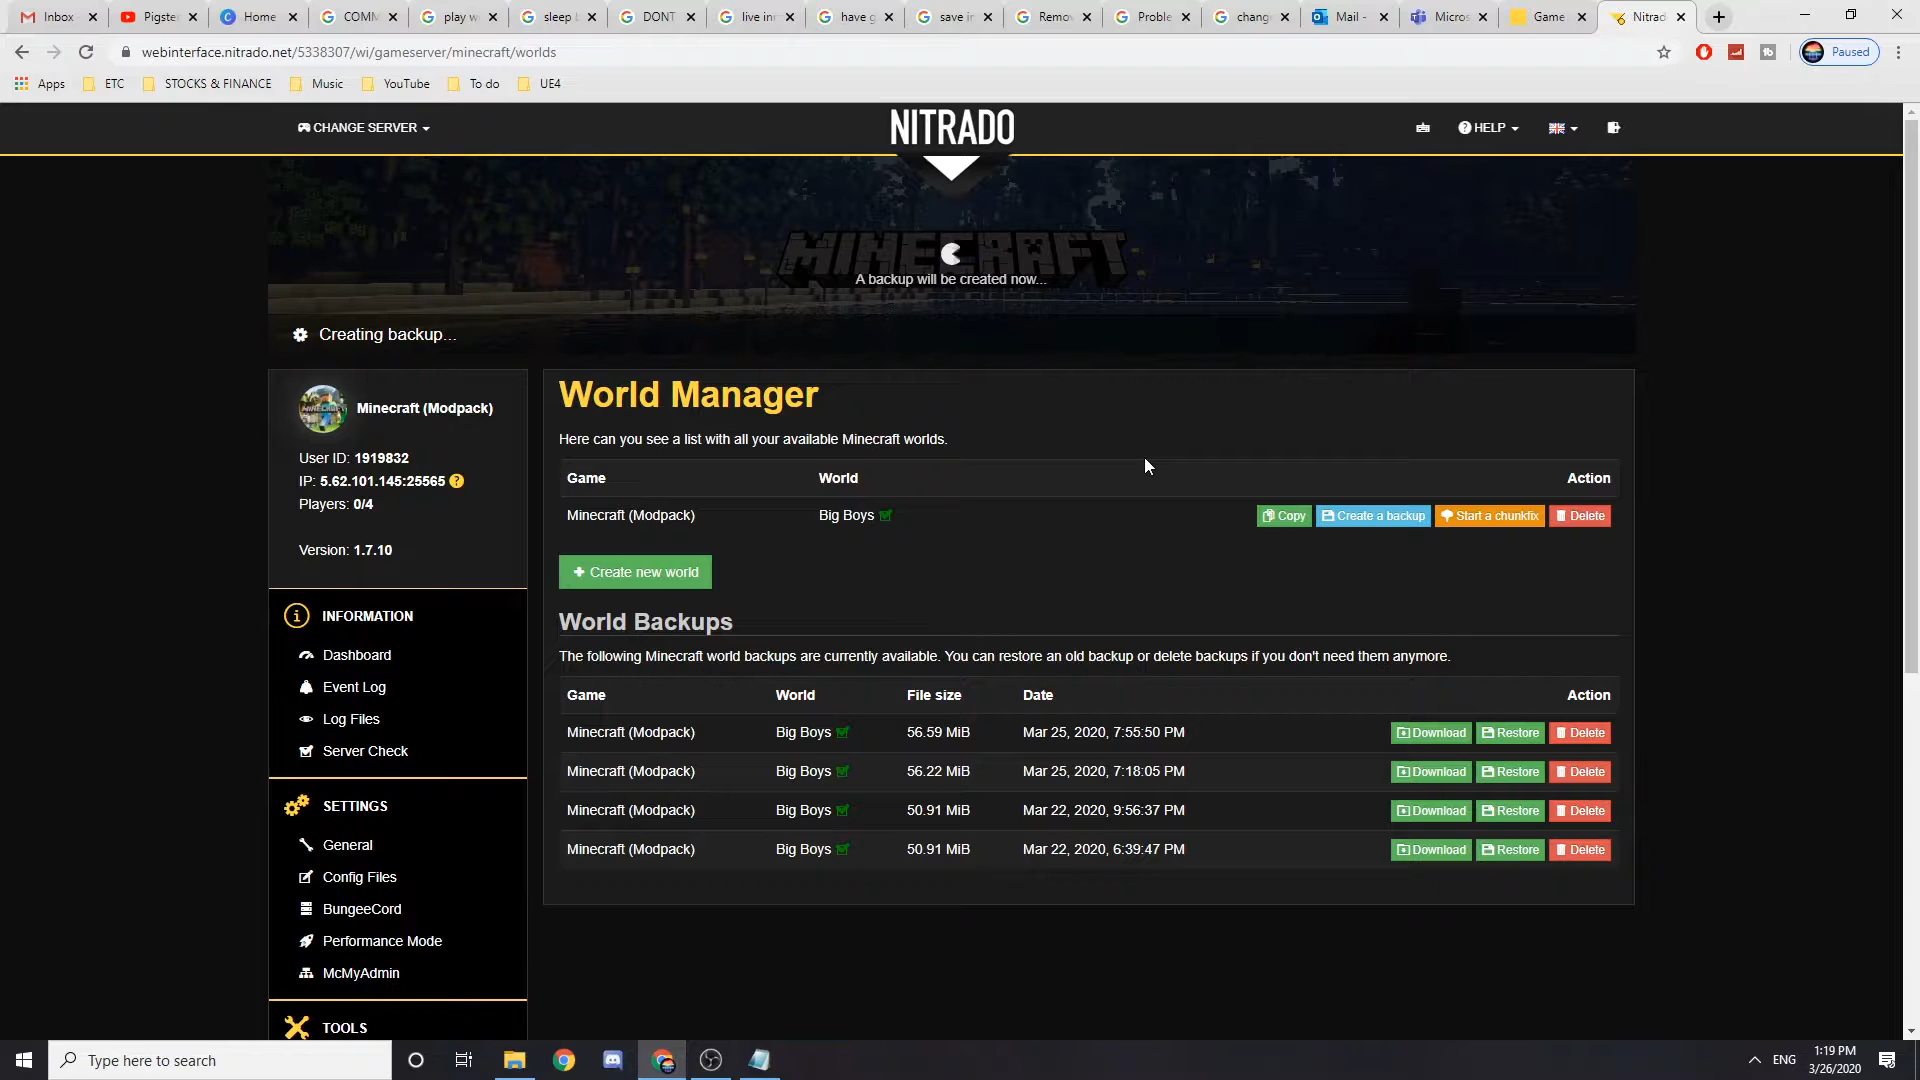 Inbox
Pigste
Home
COMM
play w
sleep b
DONT
live inr
have g
save in
Remo
Proble
chang
Mail -
Micros
Game
Nitrad
webinterface.nitrado.net/5338307/wi/gameserver/minecraft/worlds
Paused
Apps
ETC
STOCKS & FINANCE
Music
YouTube
To do
UE4
CHANGE SERVER
NITRADO
HELP
MINECRAFT
A backup will be created now...
Creating backup...
Minecraft (Modpack)
User ID: 1919832
IP: 5.62.101.145:25565
Players: 0/4
Version: 1.7.10
INFORMATION
Dashboard
Event Log
Log Files
Server Check
SETTINGS
General
Config Files
BungeeCord
Performance Mode
McMyAdmin
TOOLS
World Manager
Here can you see a list with all your available Minecraft worlds.
Game World Action
Minecraft (Modpack) Big Boys Copy Create a backup Start a chunkfix Delete
Create new world
World Backups
The following Minecraft world backups are currently available. You can restore an old backup or delete backups if you don't need them anymore.
Game World File size Date Action
Minecraft (Modpack) Big Boys 56.59 MiB Mar 25, 2020, 7:55:50 PM Download Restore Delete
Minecraft (Modpack) Big Boys 56.22 MiB Mar 25, 2020, 7:18:05 PM Download Restore Delete
Minecraft (Modpack) Big Boys 50.91 MiB Mar 22, 2020, 9:56:37 PM Download Restore Delete
Minecraft (Modpack) Big Boys 50.91 MiB Mar 22, 2020, 6:39:47 PM Download Restore Delete
Type here to search
ENG
1:19 PM
3/26/2020